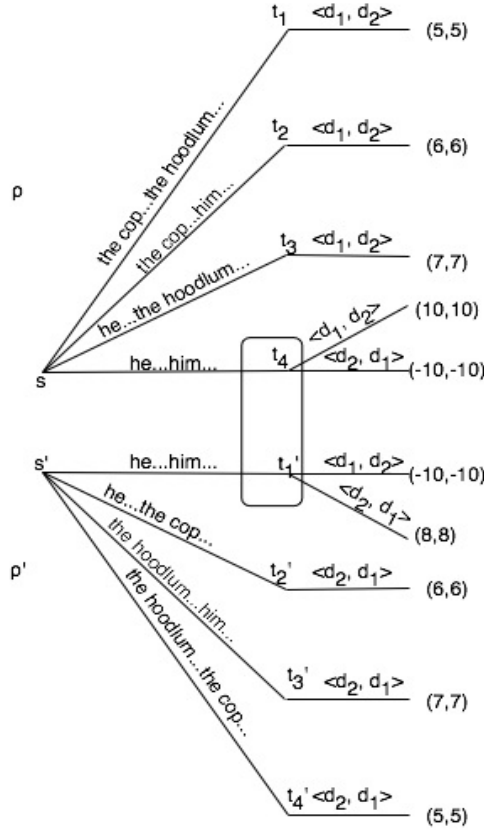 t1 <d1, d2> (5,5)
the cop...the hoodlum...
t2 <d1, d2> (6,6)
the cop...him...
ρ
t3 <d1, d2> (7,7)
he...the hoodlum...
<d1, d2> (10,10)
he...him... t4 <d2, d1> (-10,-10)
s
s' he...him... t1' <d1, d2> (-10,-10)
<d2, d1> (8,8)
he...the cop...
t2' <d2, d1> (6,6)
ρ'
the hoodlum...him...
t3' <d2, d1> (7,7)
the hoodlum...the cop...
t4' <d2, d1> (5,5)